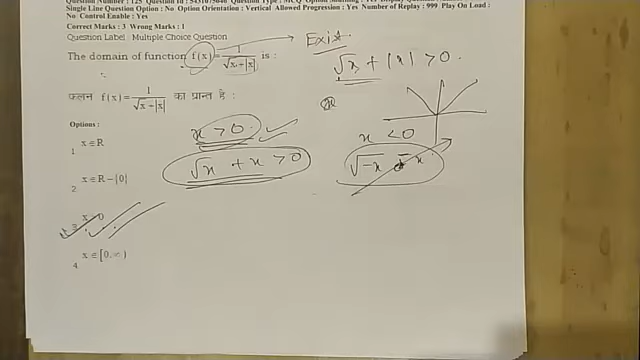 Question Number : 125 Question Id : 5431075046 Question Type : MCQ Option
Single Line Question Option : No Option Orientation : Vertical Allowed Progression : Yes Number of Replay : 999 Play On Load :
No Control Enable : Yes
Correct Marks : 3 Wrong Marks : 1
Question Label : Multiple Choice Question
The domain of function f(x)=1/√x+|x| is :
Exist
√x + |x| > 0.
फलन f(x)=1/√x-|x| का प्रान्त है :
x > 0.
√x + x > 0
x < 0
√-x
Options :
1 x∈R
2 x∈R-{0}
3 x>0
4 x∈[0,∞)